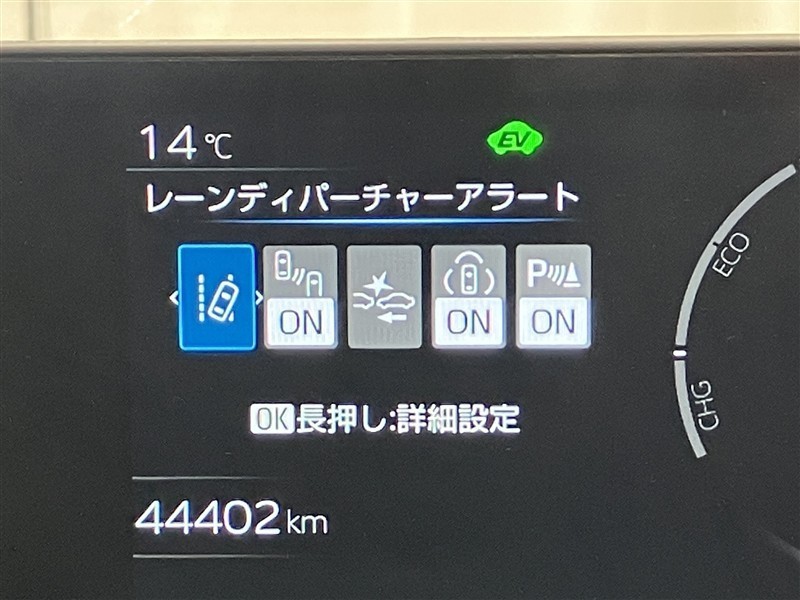 14℃
EV
レーンディパーチャーアラート
ON
P
ON
ON
OK長押し:詳細設定
44402km
ECO
CHG